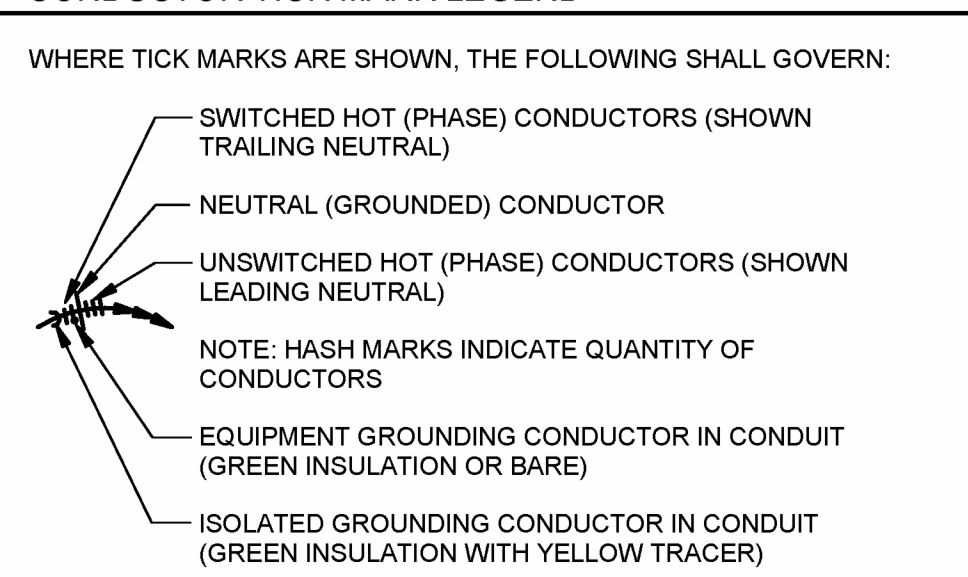 WHERE TICK MARKS ARE SHOWN, THE FOLLOWING SHALL GOVERN:
SWITCHED HOT (PHASE) CONDUCTORS (SHOWN
TRAILING NEUTRAL)
NEUTRAL (GROUNDED) CONDUCTOR
UNSWITCHED HOT (PHASE) CONDUCTORS (SHOWN
LEADING NEUTRAL)
NOTE: HASH MARKS INDICATE QUANTITY OF
CONDUCTORS
EQUIPMENT GROUNDING CONDUCTOR IN CONDUIT
(GREEN INSULATION OR BARE)
ISOLATED GROUNDING CONDUCTOR IN CONDUIT
(GREEN INSULATION WITH YELLOW TRACER)